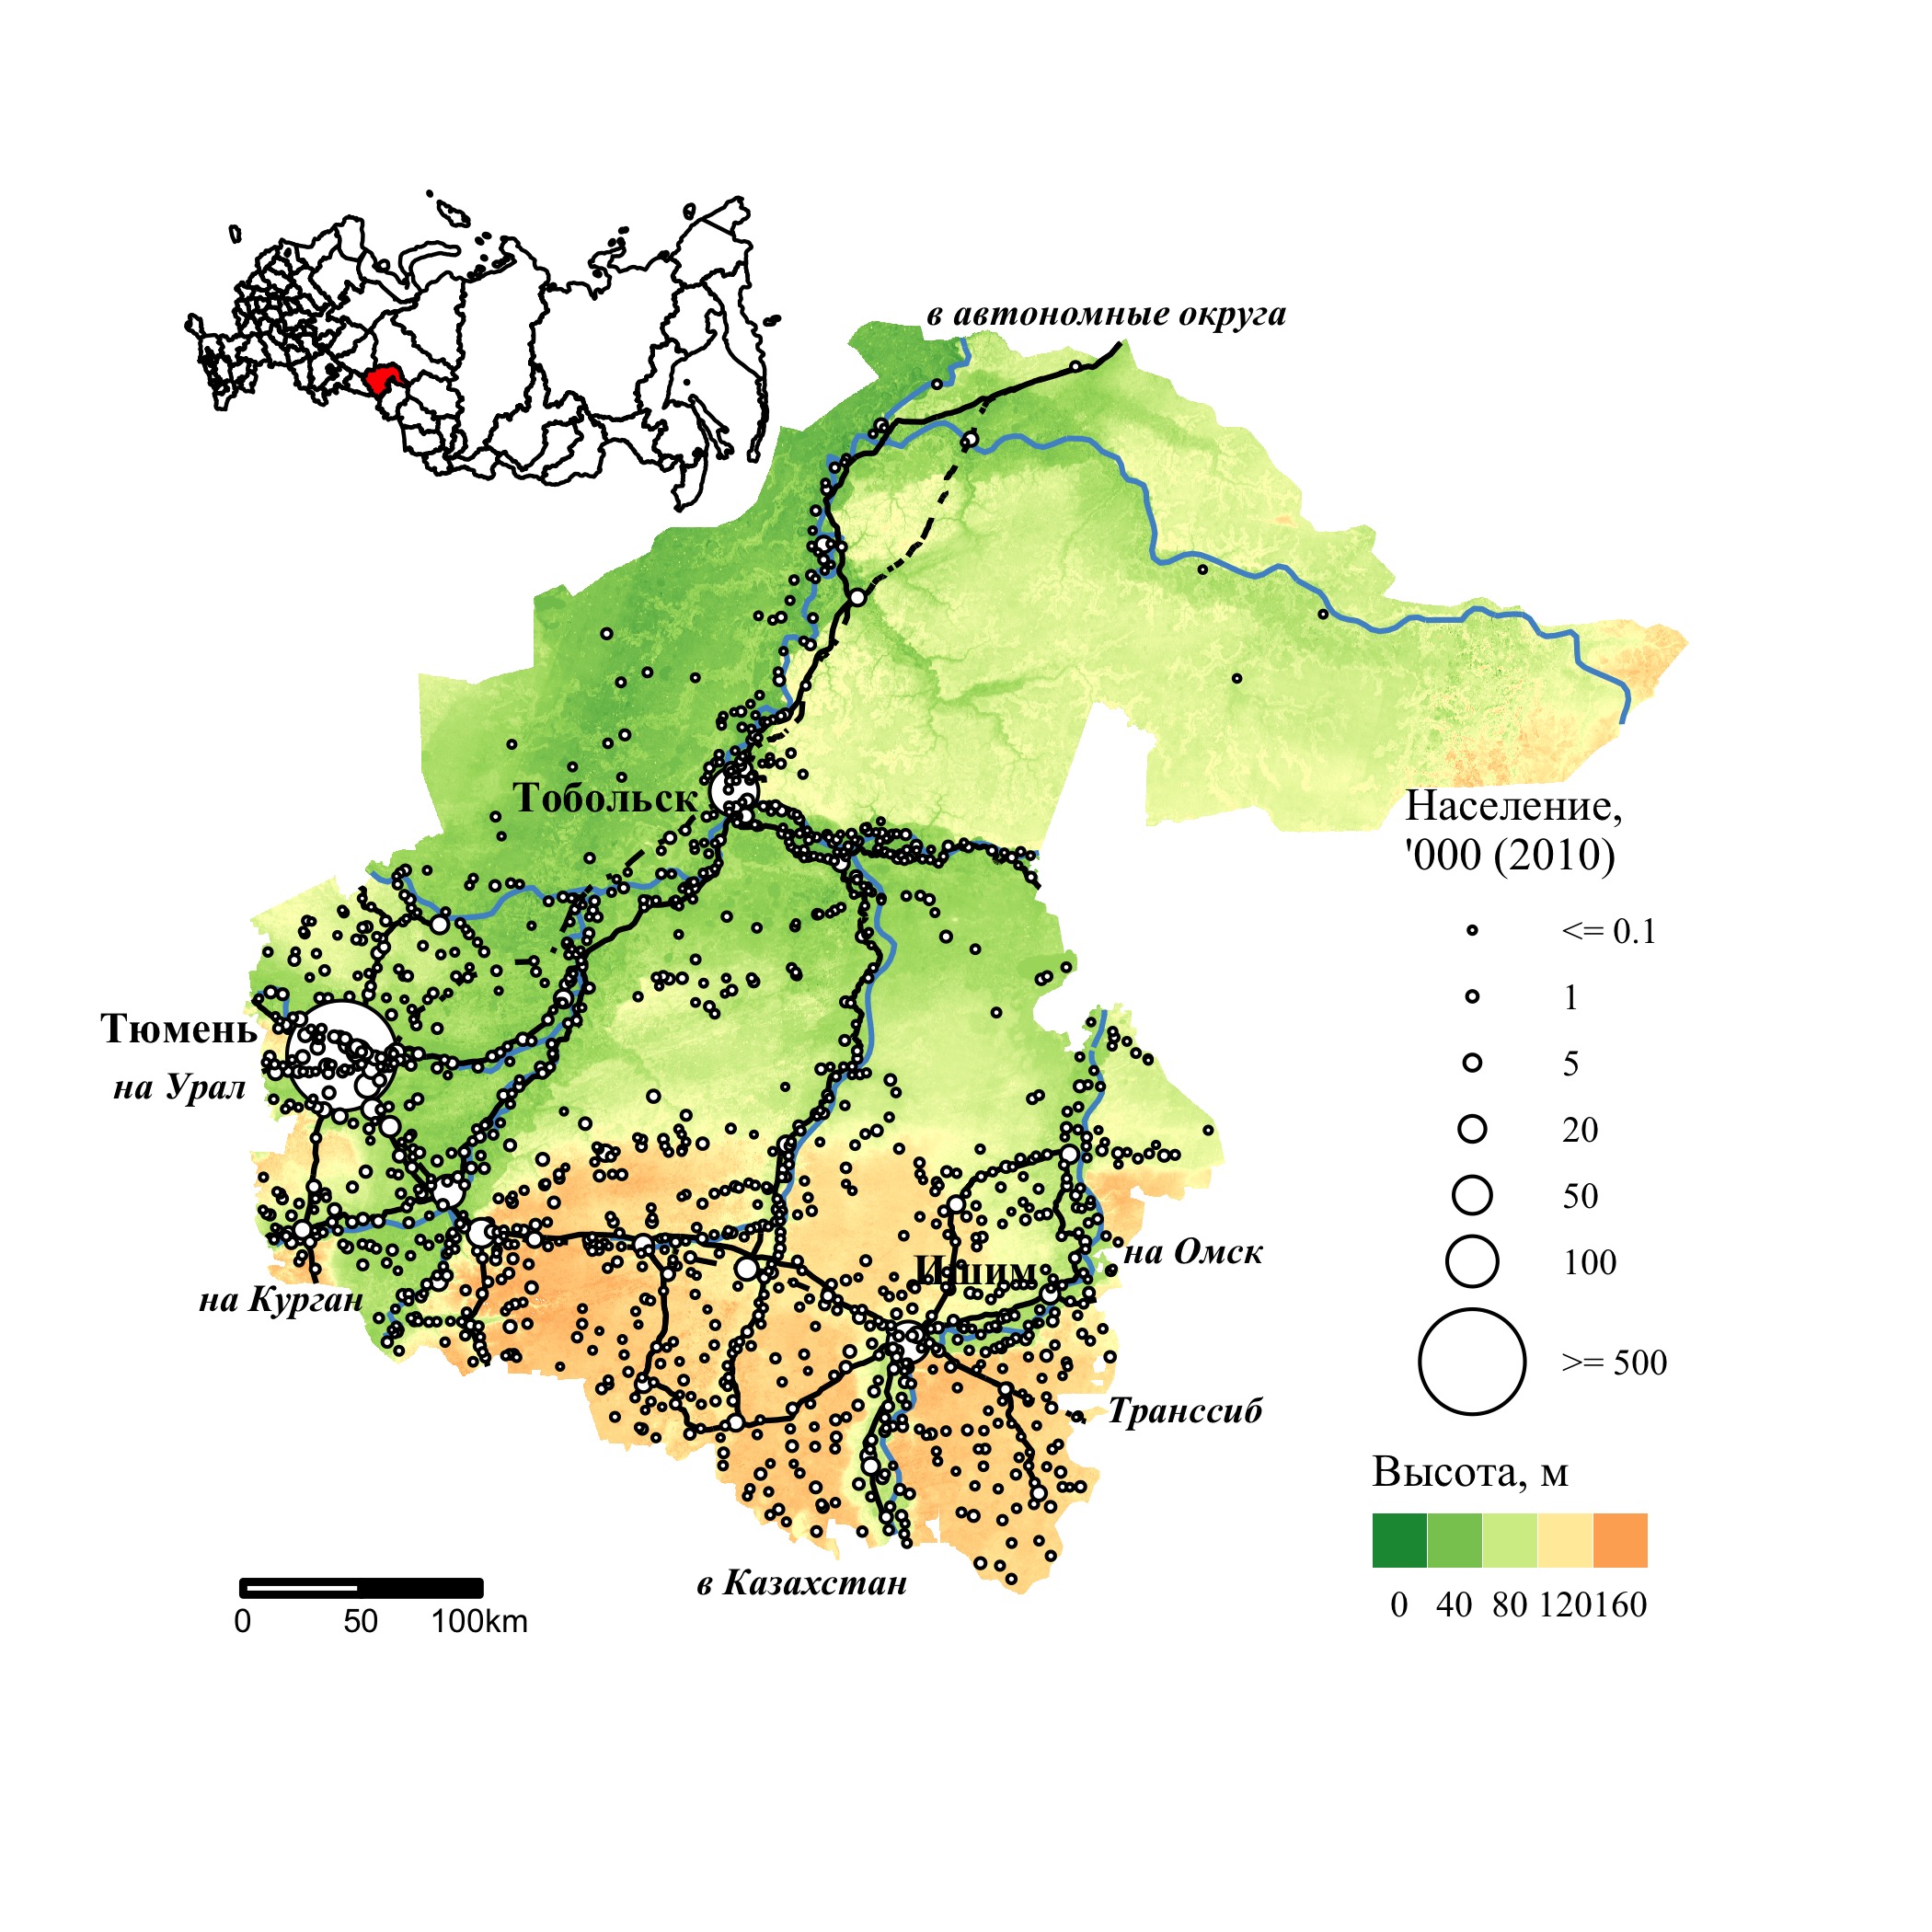 в автономные округа
Тобольск
Население,
'000 (2010)
<= 0.1
1
5
20
50
100
>= 500
Тюмень
на Урал
на Омск
Ишим
на Курган
Транссиб
Высота, м
0 40 80 120 160
в Казахстан
0 50 100km